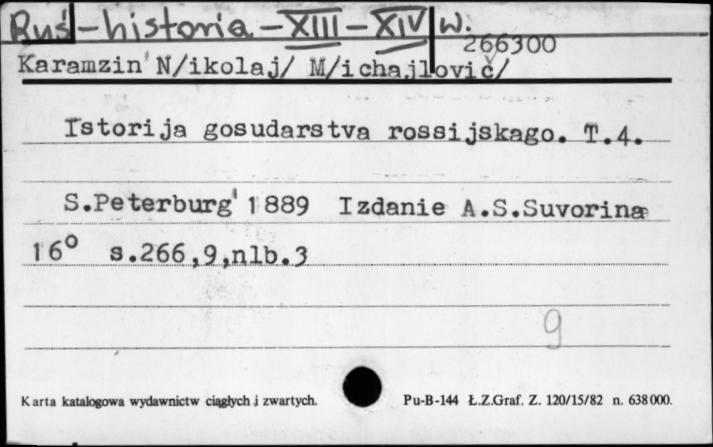 Ruś-historia-XIII-XIV w.
266300
Karamzin N/ikolaj/ M/ichajlovič/
Istorija gosudarstva rossijskago. T.4.
S.Peterburg' 1889 Izdanie A.S.Suvorina
16° s.266,9,nlb.3
9
Karta katalogowa wydawnictw ciągłych i zwartych. Pu-B-144 Ł.Z.Graf. Z. 120/15/82 n. 638000.